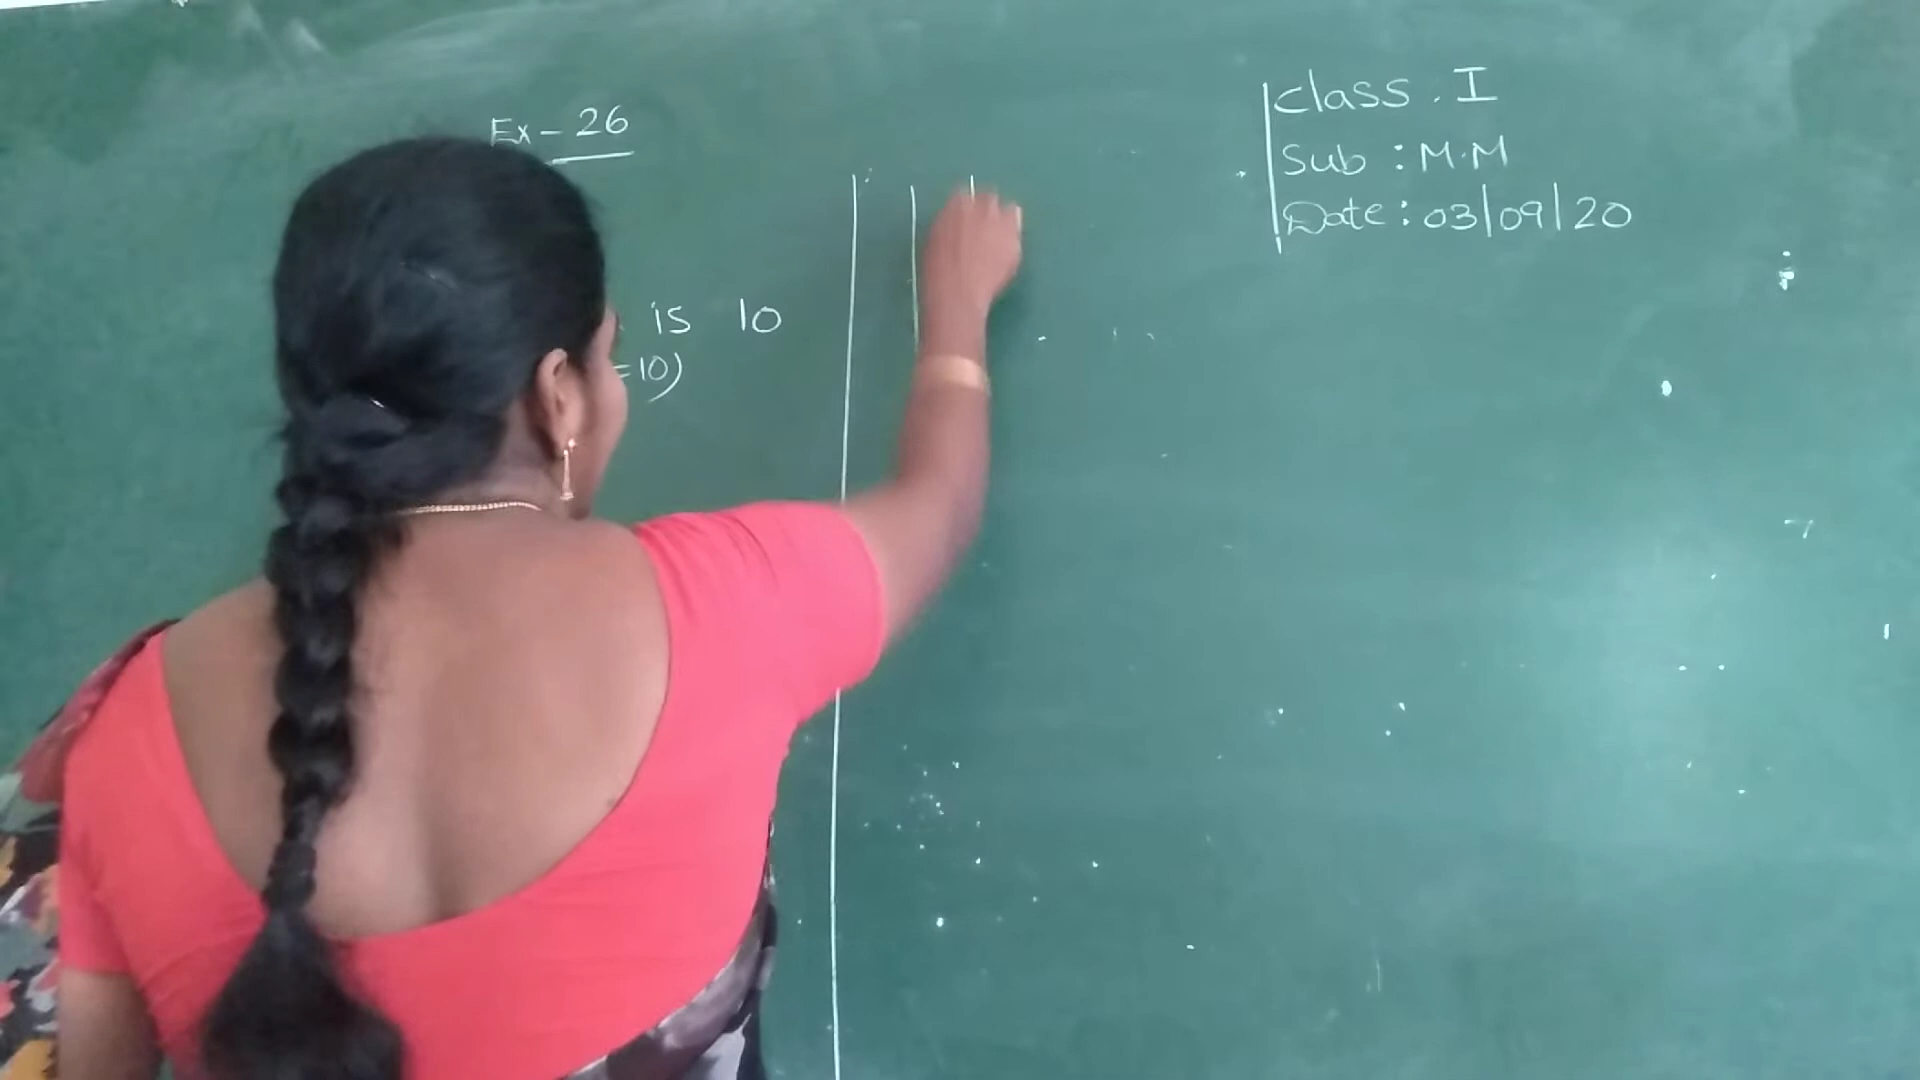 Ex - 26
is 10
=10)
Class . I
Sub : M.M
Date : 03/09/20